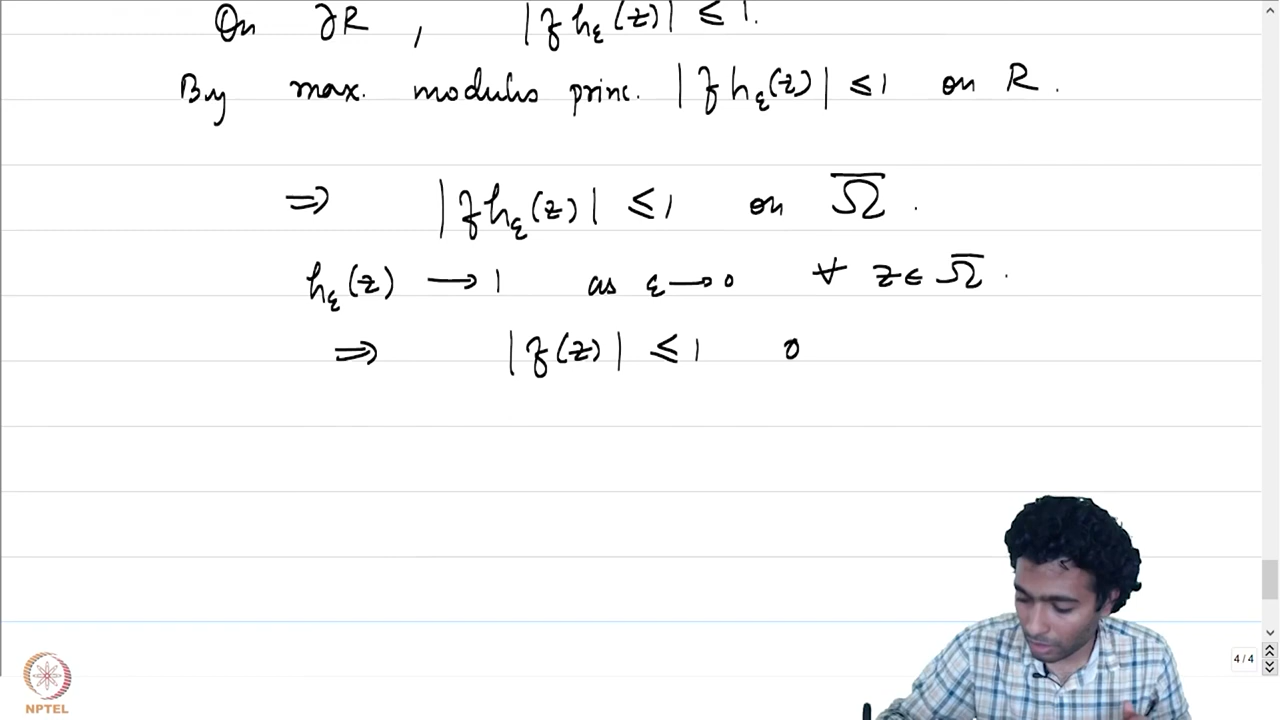 On ∂R, |f h_ε(z)| ≤ 1.
By max. modulus princ. |f h_ε(z)| ≤ 1 on R.
⇒ |f h_ε(z)| ≤ 1 on Ω̅.
h_ε(z) → 1 as ε → 0 ∀ z ∈ Ω̅.
⇒ |f(z)| ≤ 1 o
4 / 4
NPTEL